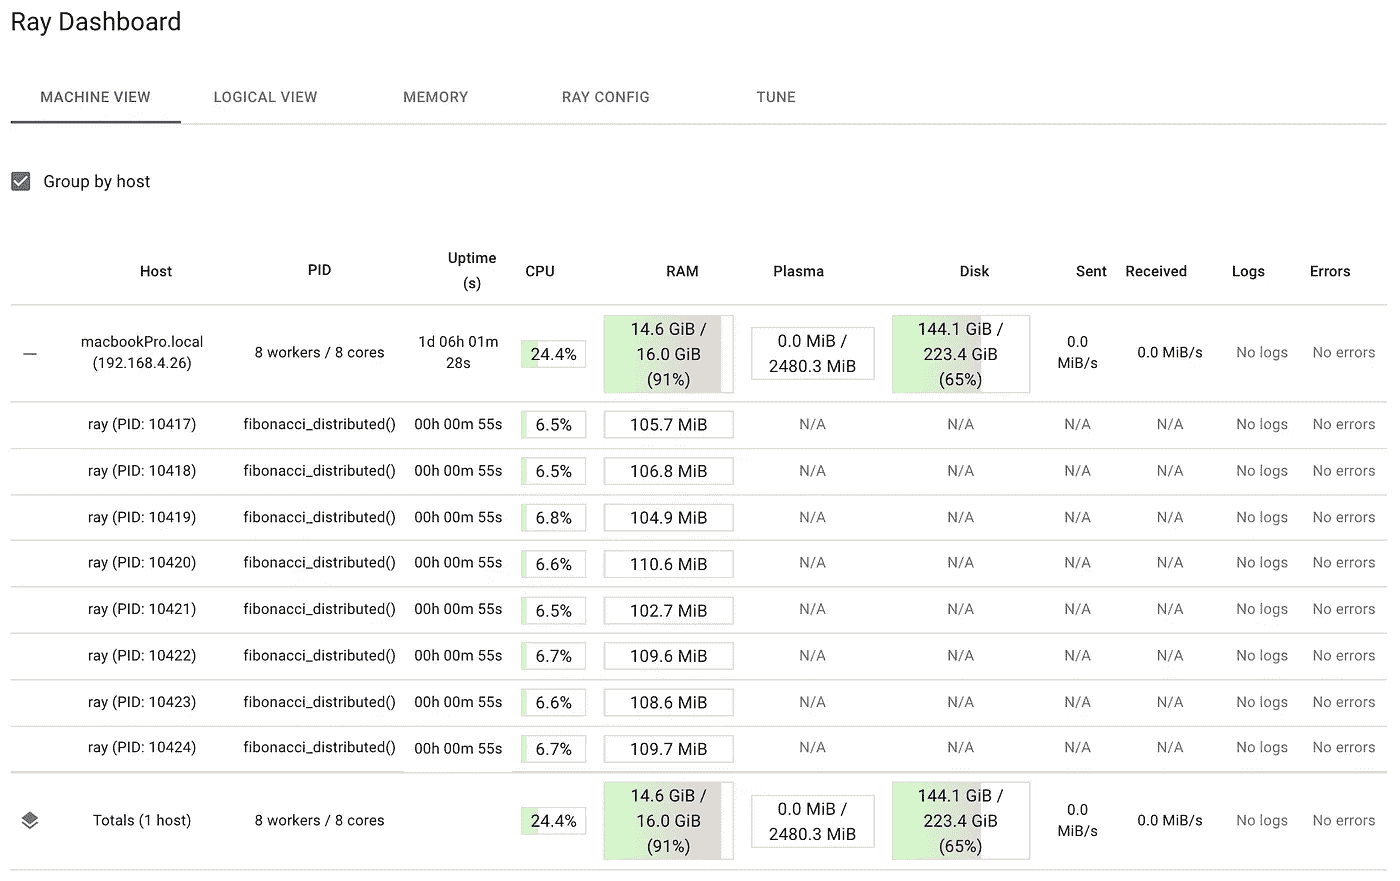 Ray Dashboard
MACHINE VIEW LOGICAL VIEW MEMORY RAY CONFIG TUNE
Group by host
Host PID Uptime (s) CPU RAM Plasma Disk Sent Received Logs Errors
macbookPro.local (192.168.4.26) 8 workers / 8 cores 1d 06h 01m 28s 24.4% 14.6 GiB / 16.0 GiB (91%) 0.0 MiB / 2480.3 MiB 144.1 GiB / 223.4 GiB (65%) 0.0 MiB/s 0.0 MiB/s No logs No errors
ray (PID: 10417) fibonacci_distributed() 00h 00m 55s 6.5% 105.7 MiB N/A N/A N/A N/A No logs No errors
ray (PID: 10418) fibonacci_distributed() 00h 00m 55s 6.5% 106.8 MiB N/A N/A N/A N/A No logs No errors
ray (PID: 10419) fibonacci_distributed() 00h 00m 55s 6.8% 104.9 MiB N/A N/A N/A N/A No logs No errors
ray (PID: 10420) fibonacci_distributed() 00h 00m 55s 6.6% 110.6 MiB N/A N/A N/A N/A No logs No errors
ray (PID: 10421) fibonacci_distributed() 00h 00m 55s 6.5% 102.7 MiB N/A N/A N/A N/A No logs No errors
ray (PID: 10422) fibonacci_distributed() 00h 00m 55s 6.7% 109.6 MiB N/A N/A N/A N/A No logs No errors
ray (PID: 10423) fibonacci_distributed() 00h 00m 55s 6.6% 108.6 MiB N/A N/A N/A N/A No logs No errors
ray (PID: 10424) fibonacci_distributed() 00h 00m 55s 6.7% 109.7 MiB N/A N/A N/A N/A No logs No errors
Totals (1 host) 8 workers / 8 cores 24.4% 14.6 GiB / 16.0 GiB (91%) 0.0 MiB / 2480.3 MiB 144.1 GiB / 223.4 GiB (65%) 0.0 MiB/s 0.0 MiB/s No logs No errors